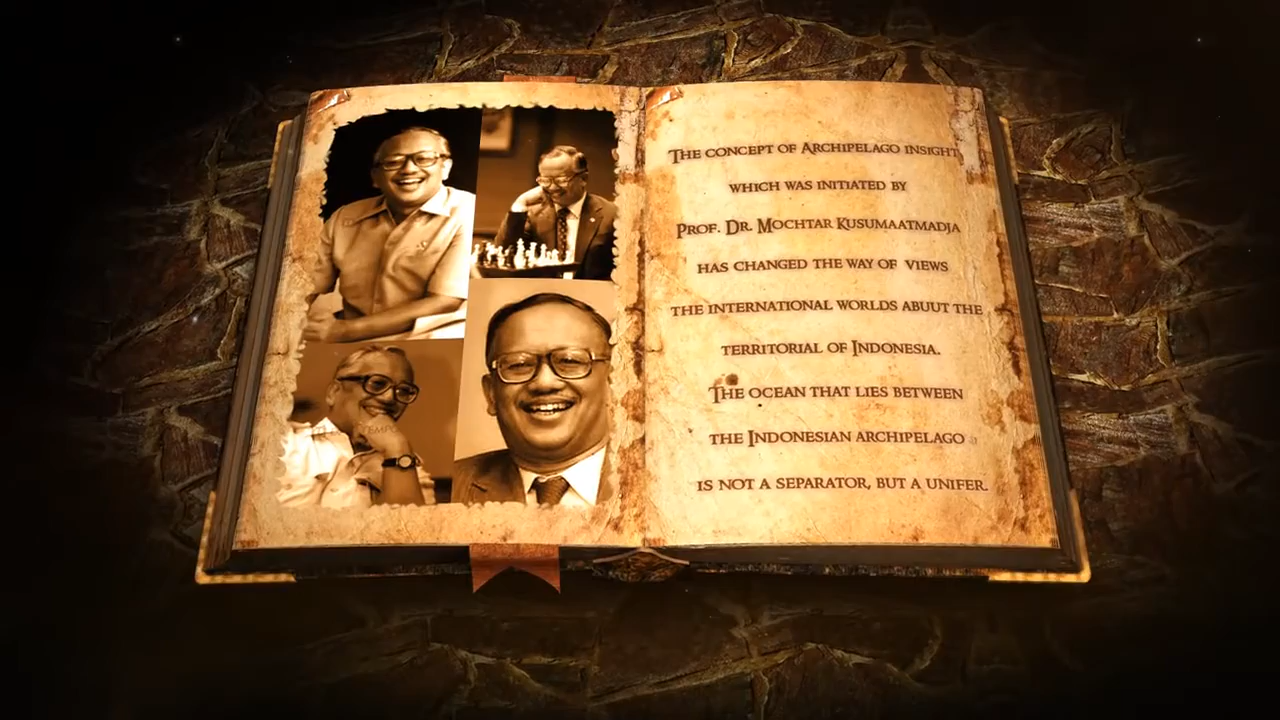 TEMPO
The concept of Archipelago insight
which was initiated by
Prof. Dr. Mochtar Kusumaatmadja
has changed the way of views
the international worlds abuut the
territorial of Indonesia.
The ocean that lies between
the Indonesian archipelago
is not a separator, but a unifer.